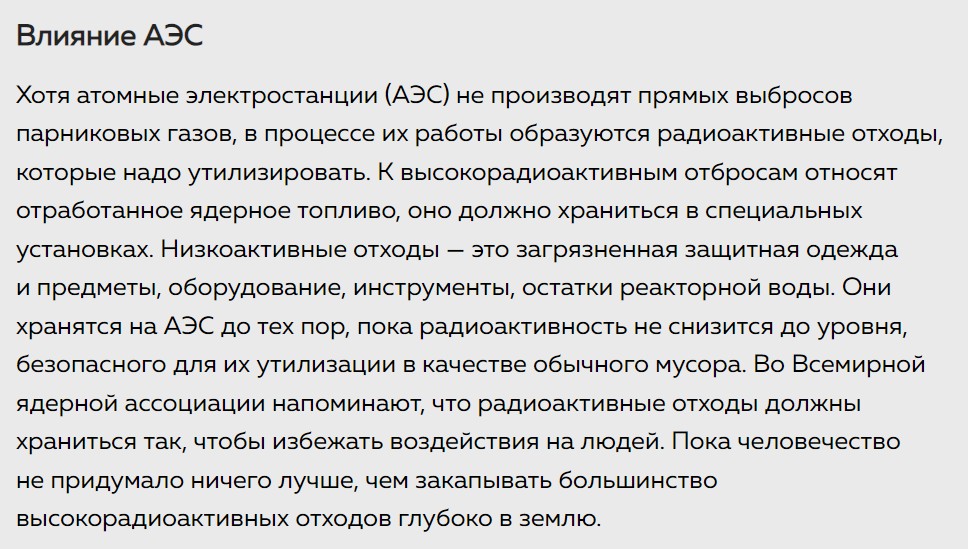 Влияние АЭС
Хотя атомные электростанции (АЭС) не производят прямых выбросов
парниковых газов, в процессе их работы образуются радиоактивные отходы,
которые надо утилизировать. К высокорадиоактивным отбросам относят
отработанное ядерное топливо, оно должно храниться в специальных
установках. Низкоактивные отходы — это загрязненная защитная одежда
и предметы, оборудование, инструменты, остатки реакторной воды. Они
хранятся на АЭС до тех пор, пока радиоактивность не снизится до уровня,
безопасного для их утилизации в качестве обычного мусора. Во Всемирной
ядерной ассоциации напоминают, что радиоактивные отходы должны
храниться так, чтобы избежать воздействия на людей. Пока человечество
не придумало ничего лучше, чем закапывать большинство
высокорадиоактивных отходов глубоко в землю.